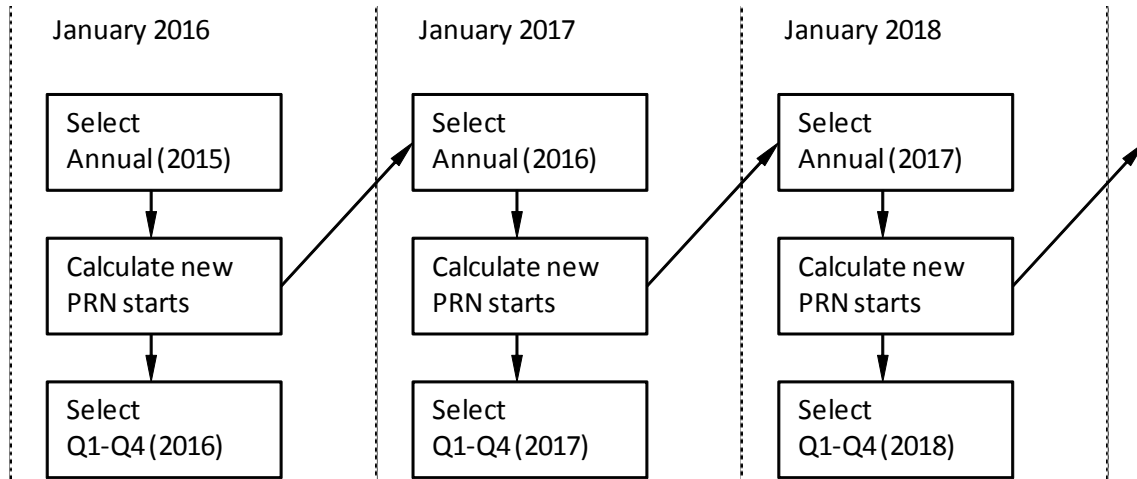 January 2016
Select
Annual (2015)
Calculate new
PRN starts
Select
Q1-Q4 (2016)
January 2017
Select
Annual (2016)
Calculate new
PRN starts
Select
Q1-Q4 (2017)
January 2018
Select
Annual (2017)
Calculate new
PRN starts
Select
Q1-Q4 (2018)